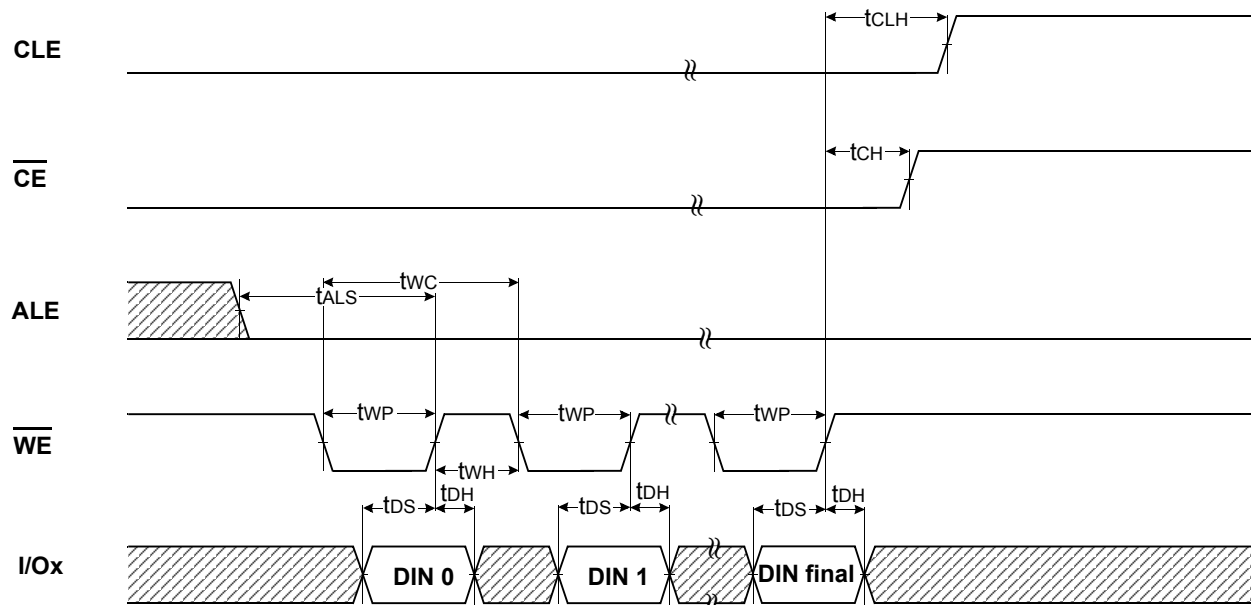 tCLH
CLE
tCH
CE
tWC
tALS
ALE
tWP tWP tWP
WE
tWH
tDS tDH tDS tDH tDS tDH
I/Ox DIN 0 DIN 1 DIN final